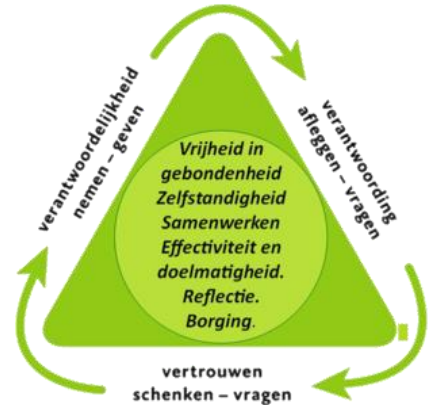 verantwoordelijkheid
nemen – geven
verantwoording
afleggen – vragen
Vrijheid in
gebondenheid
Zelfstandigheid
Samenwerken
Effectiviteit en
doelmatigheid.
Reflectie.
Borging.
vertrouwen
schenken – vragen